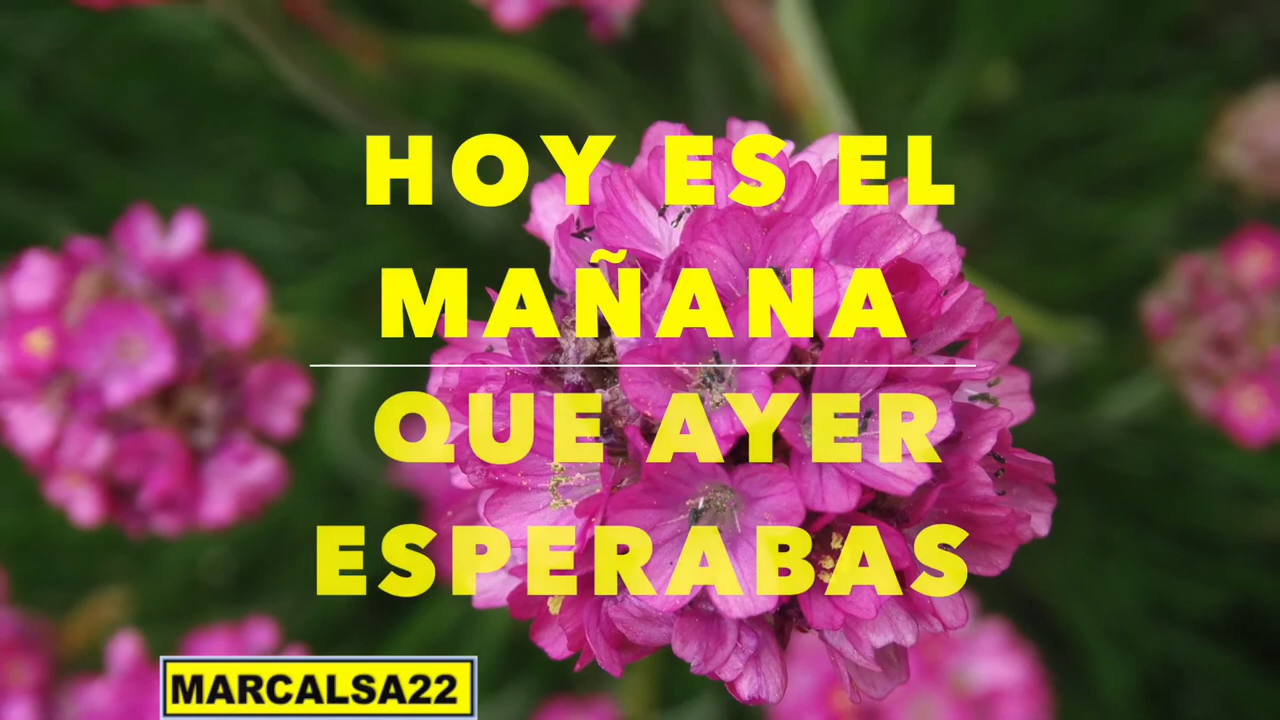 HOY ES EL
MAÑANA
QUE AYER
ESPERABAS
MARCALSA22